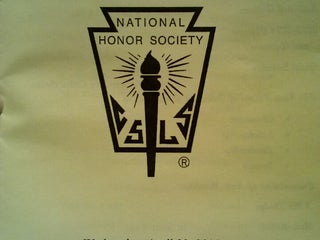 NATIONAL
HONOR SOCIETY
C S L S
®